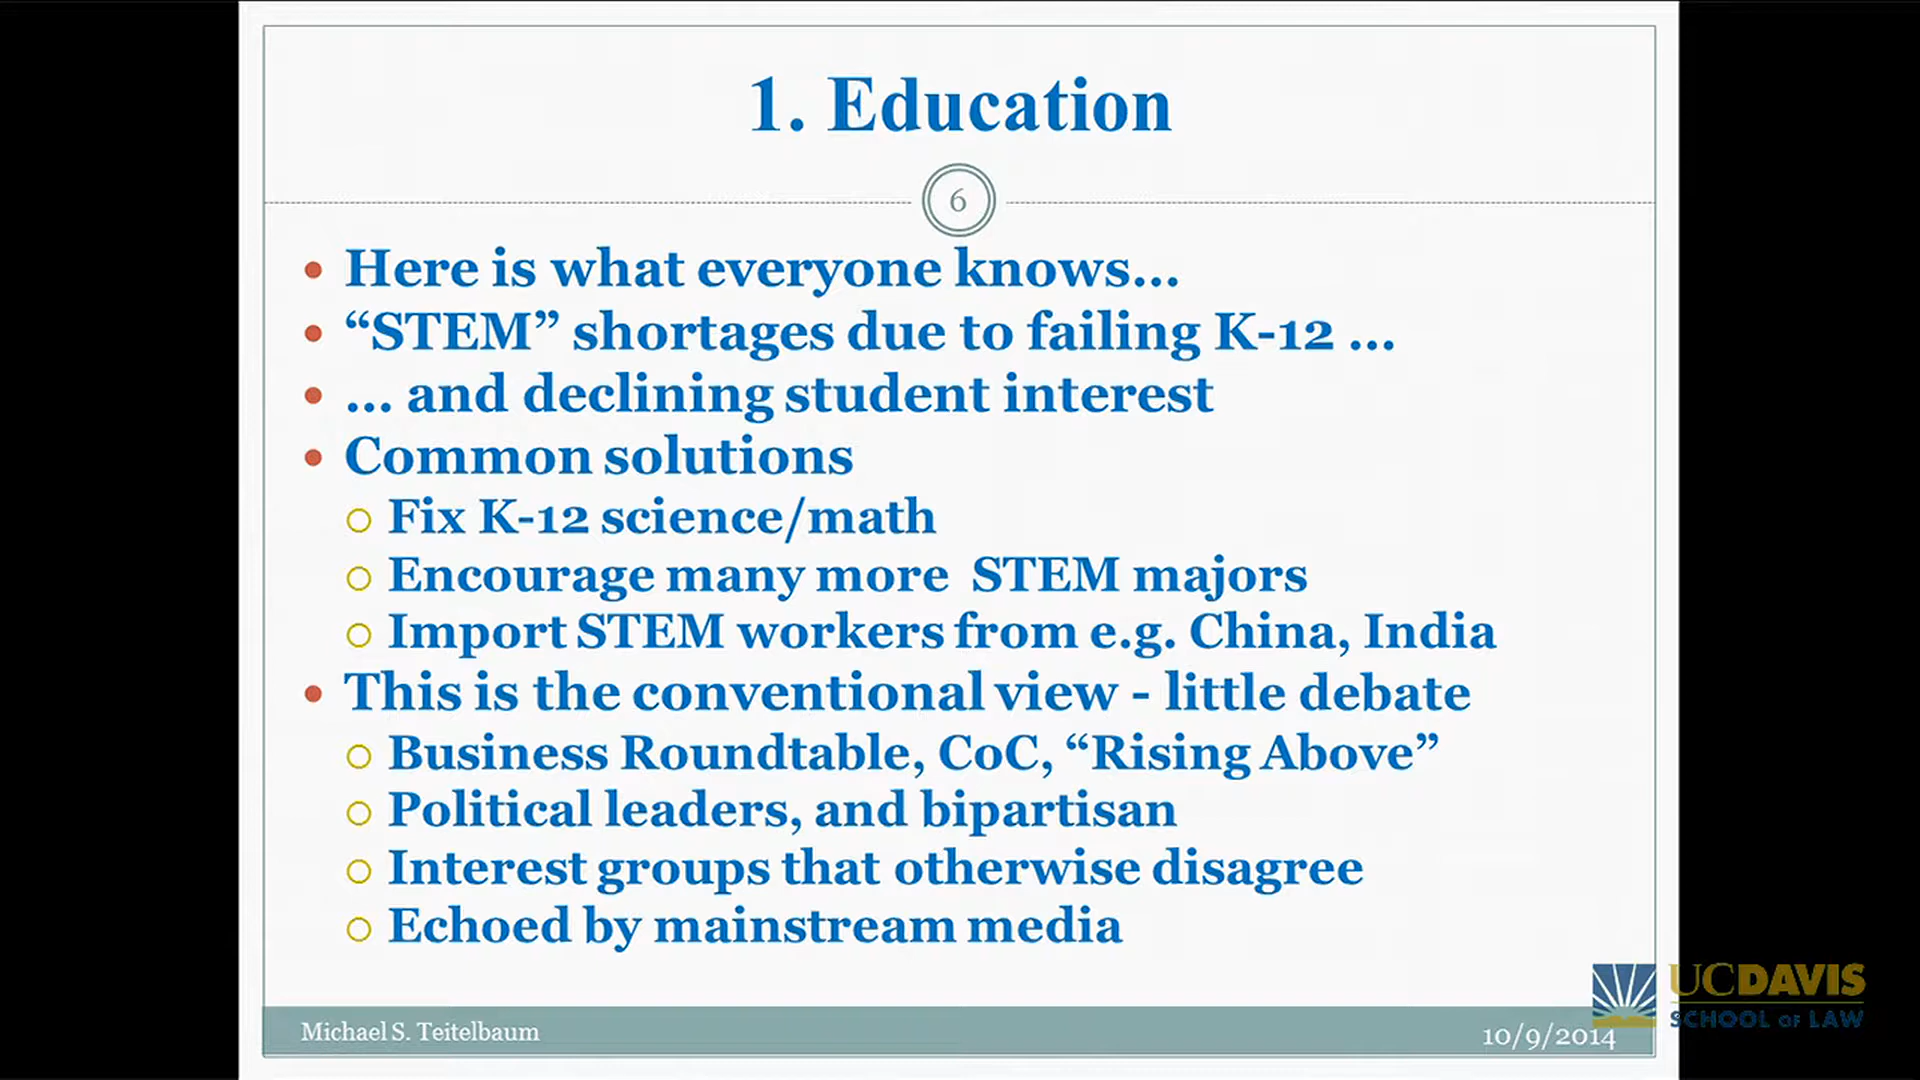 1. Education
6
Here is what everyone knows...
“STEM” shortages due to failing K-12 ...
... and declining student interest
Common solutions
Fix K-12 science/math
Encourage many more  STEM majors
Import STEM workers from e.g. China, India
This is the conventional view - little debate
Business Roundtable, CoC, “Rising Above”
Political leaders, and bipartisan
Interest groups that otherwise disagree
Echoed by mainstream media
Michael S. Teitelbaum
10/9/2014
UCDAVIS
SCHOOL OF LAW